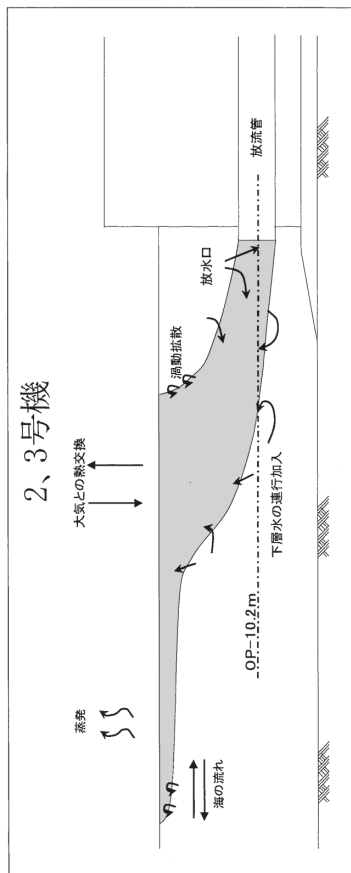 2、3号機
蒸発
大気との熱交換
渦動拡散
放水口
放流管
海の流れ
下層水の連行加入
OP-10.2m